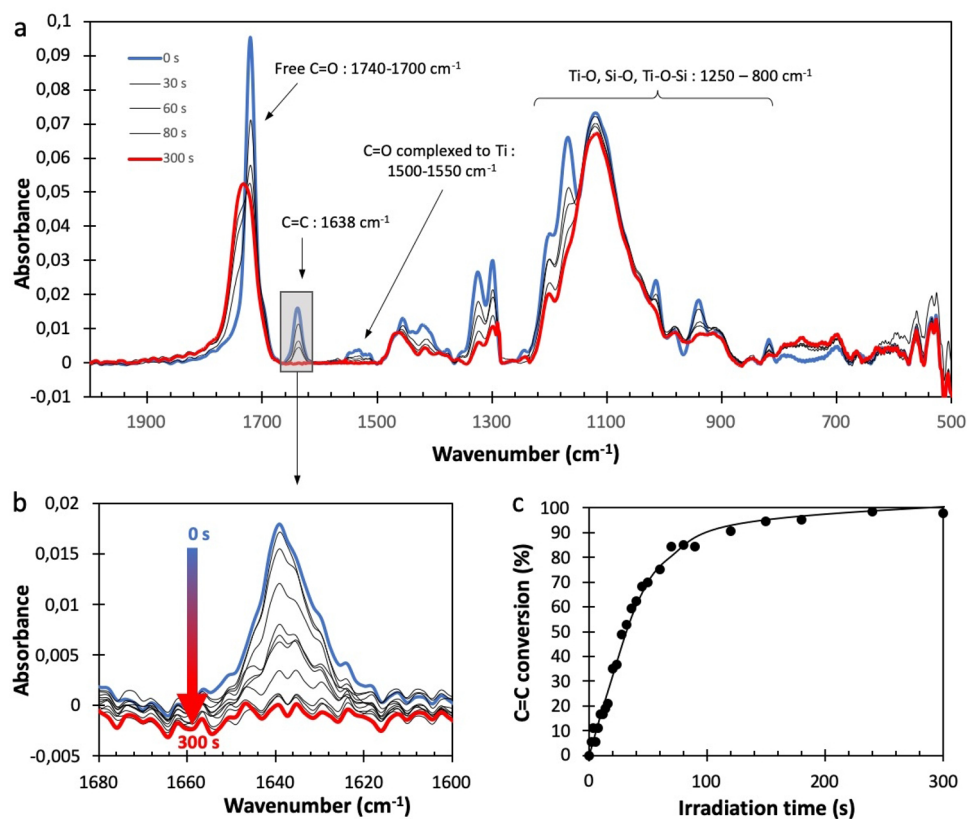 a
0,1
0,09
0,08
0,07
0,06
0,05
0,04
0,03
0,02
0,01
0
-0,01
Absorbance
0 s
30 s
60 s
80 s
300 s
Free C=O : 1740-1700 cm-1
C=O complexed to Ti :
1500-1550 cm-1
C=C : 1638 cm-1
Ti-O, Si-O, Ti-O-Si : 1250 – 800 cm-1
1900 1700 1500 1300 1100 900 700 500
Wavenumber (cm-1)
b
0,02
0,015
0,01
0,005
0
-0,005
Absorbance
0 s
300 s
1680 1660 1640 1620 1600
Wavenumber (cm-1)
c
100
90
80
70
60
50
40
30
20
10
0
C=C conversion (%)
0 100 200 300
Irradiation time (s)